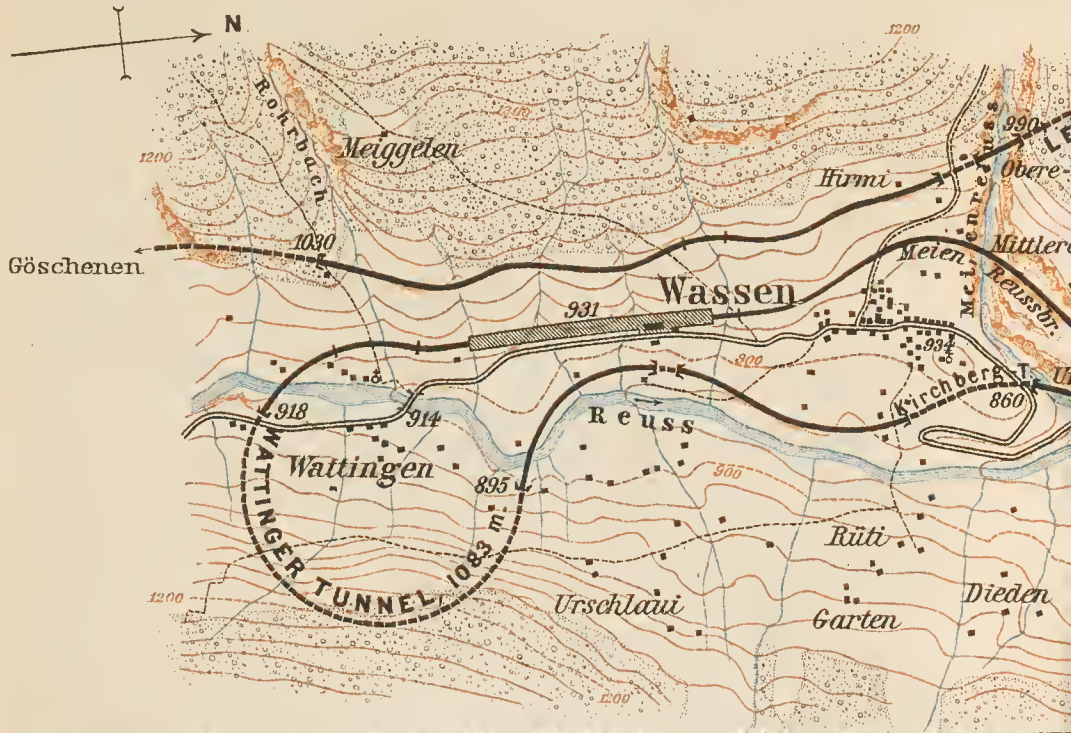 N
1200
Rohrbach
Meiggelen
1200
1200
990
LE
Hirmi
Obere-
Meienreuss
1030
Göschenen
Meien
Mittlere
Reussbr.
Wassen
931
900
934
Kirchberg-T.
860
918
914
Reuss
Wattingen
895
900
WATTINGER TUNNEL, 1083 m.
Rüti
1200
Urschlaui
Garten
Dieden
1200